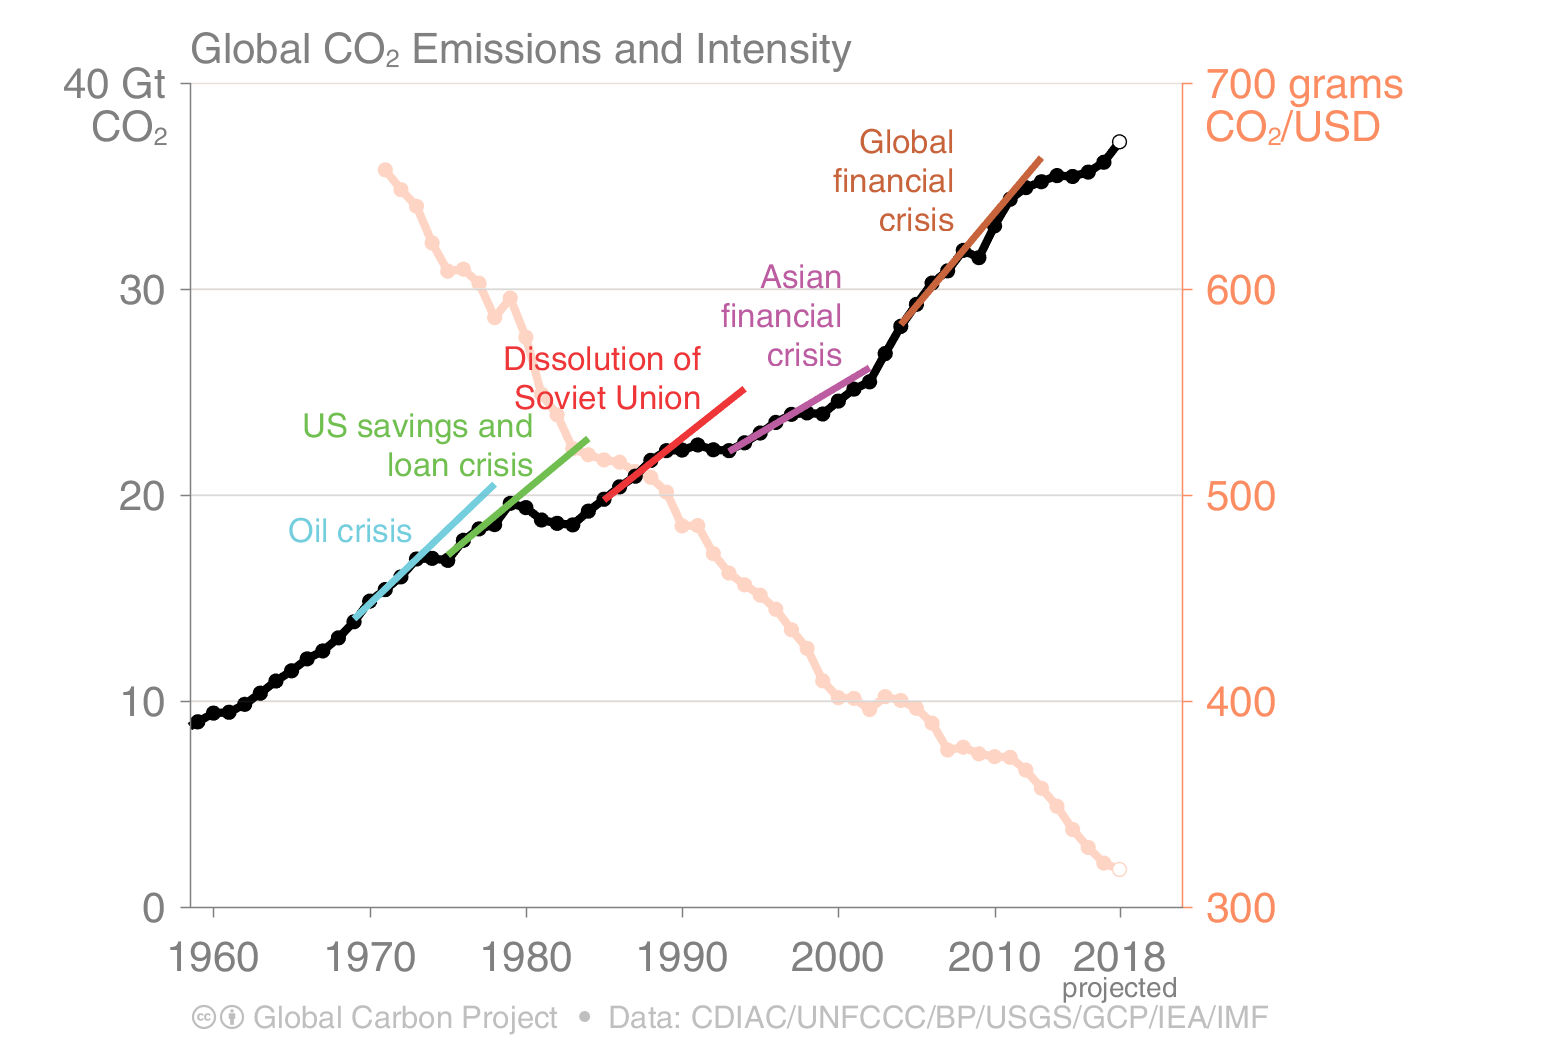 Global CO₂ Emissions and Intensity
40 Gt
CO₂
30
20
10
0
700 grams
CO₂/USD
600
500
400
300
Global
financial
crisis
Asian
financial
crisis
Dissolution of
Soviet Union
US savings and
loan crisis
Oil crisis
1960 1970 1980 1990 2000 2010 2018
projected
cc Global Carbon Project • Data: CDIAC/UNFCCC/BP/USGS/GCP/IEA/IMF